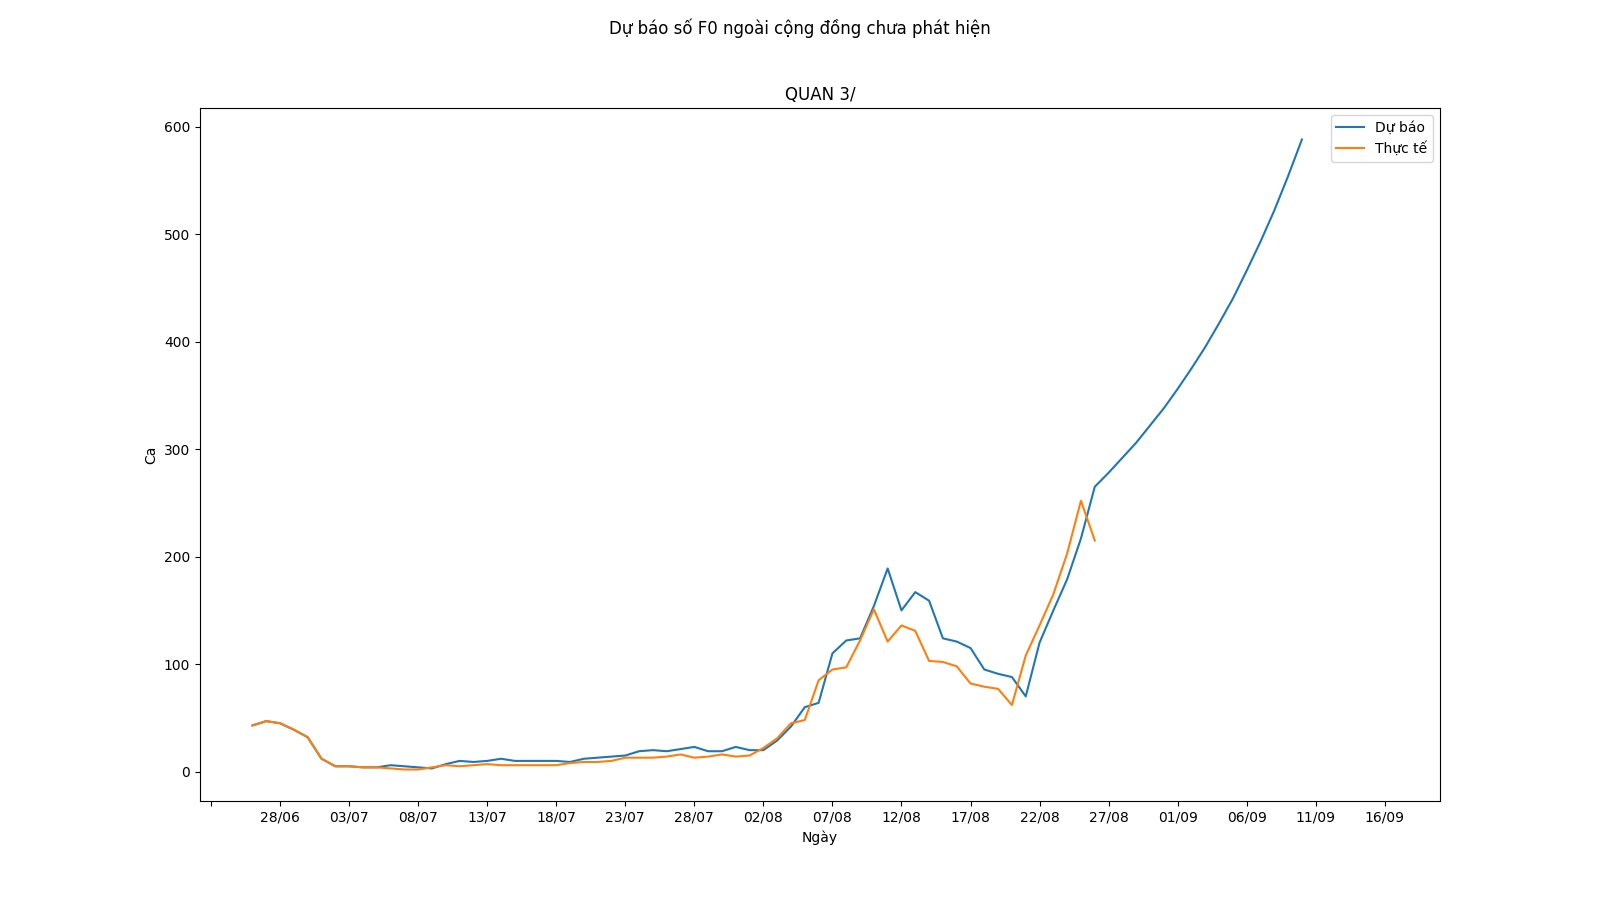 Dự báo số F0 ngoài cộng đồng chưa phát hiện
QUAN 3/
600
500
400
300
200
100
0
Ca
Dự báo
Thực tế
28/06 03/07 08/07 13/07 18/07 23/07 28/07 02/08 07/08 12/08 17/08 22/08 27/08 01/09 06/09 11/09 16/09
Ngày